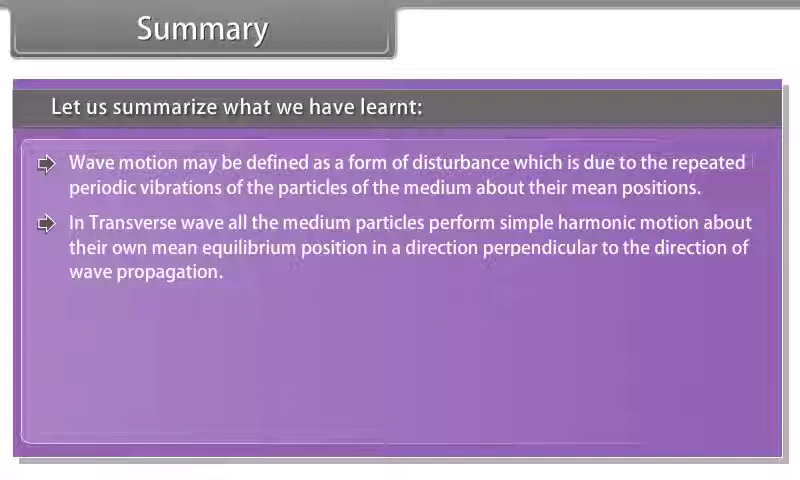 Summary
Let us summarize what we have learnt:
Wave motion may be defined as a form of disturbance which is due to the repeated
periodic vibrations of the particles of the medium about their mean positions.
In Transverse wave all the medium particles perform simple harmonic motion about
their own mean equilibrium position in a direction perpendicular to the direction of
wave propagation.